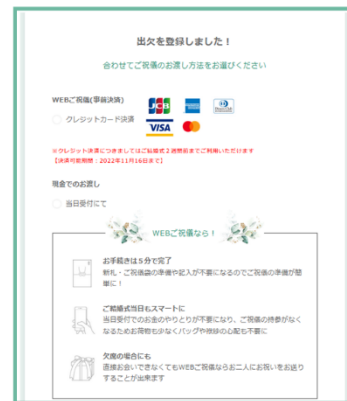 出欠を登録しました！
合わせてご祝儀のお渡し方法をお選びください
WEBご祝儀(事前決済)
クレジットカード決済
JCB
AMERICAN EXPRESS
Diners Club
VISA
※クレジット決済につきましてはご結婚式２週間前までご利用いただけます
【決済可能期間：2022年11月16日まで】
現金でのお渡し
当日受付にて
WEBご祝儀なら！
お手続きは５分で完了
新札・ご祝儀袋の準備や記入が不要になるのでご祝儀の準備が簡
単に！
ご結婚式当日もスマートに
当日受付でのお金のやりとりが不要になり、ご祝儀の持参がなく
なるためお荷物も少なくバッグや袱紗の心配も不要に
欠席の場合にも
直接お会いできなくてもWEBご祝儀ならお二人にお祝いをお送り
することが出来ます